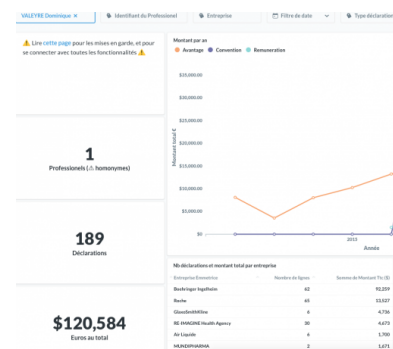 VALEYRE Dominique ×
Identifiant du Professionel
Entreprise
Filtre de date
Type déclaration
⚠ Lire cette page pour les mises en garde, et pour
se connecter avec toutes les fonctionnalités ⚠
1
Professionels (⚠ homonymes)
189
Déclarations
$120,584
Euros au total
Montant par an
Avantage Convention Remuneration
Montant total €
$35,000.00
$30,000.00
$25,000.00
$20,000.00
$15,000.00
$10,000.00
$5,000.00
$0
2015
Année
Nb déclarations et montant total par entreprise
Entreprise Emmetrice Nombre de lignes Somme de Montant Ttc ($)
Boehringer Ingelheim 62 92,259
Roche 65 13,527
GlaxoSmithKline 6 4,736
RE-IMAGINE Health Agency 30 4,673
Air Liquide 6 1,700
MUNDIPHARMA 2 1,671